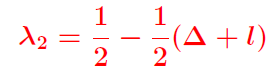 λ₂ = 1/2 − 1/2(Δ + l)